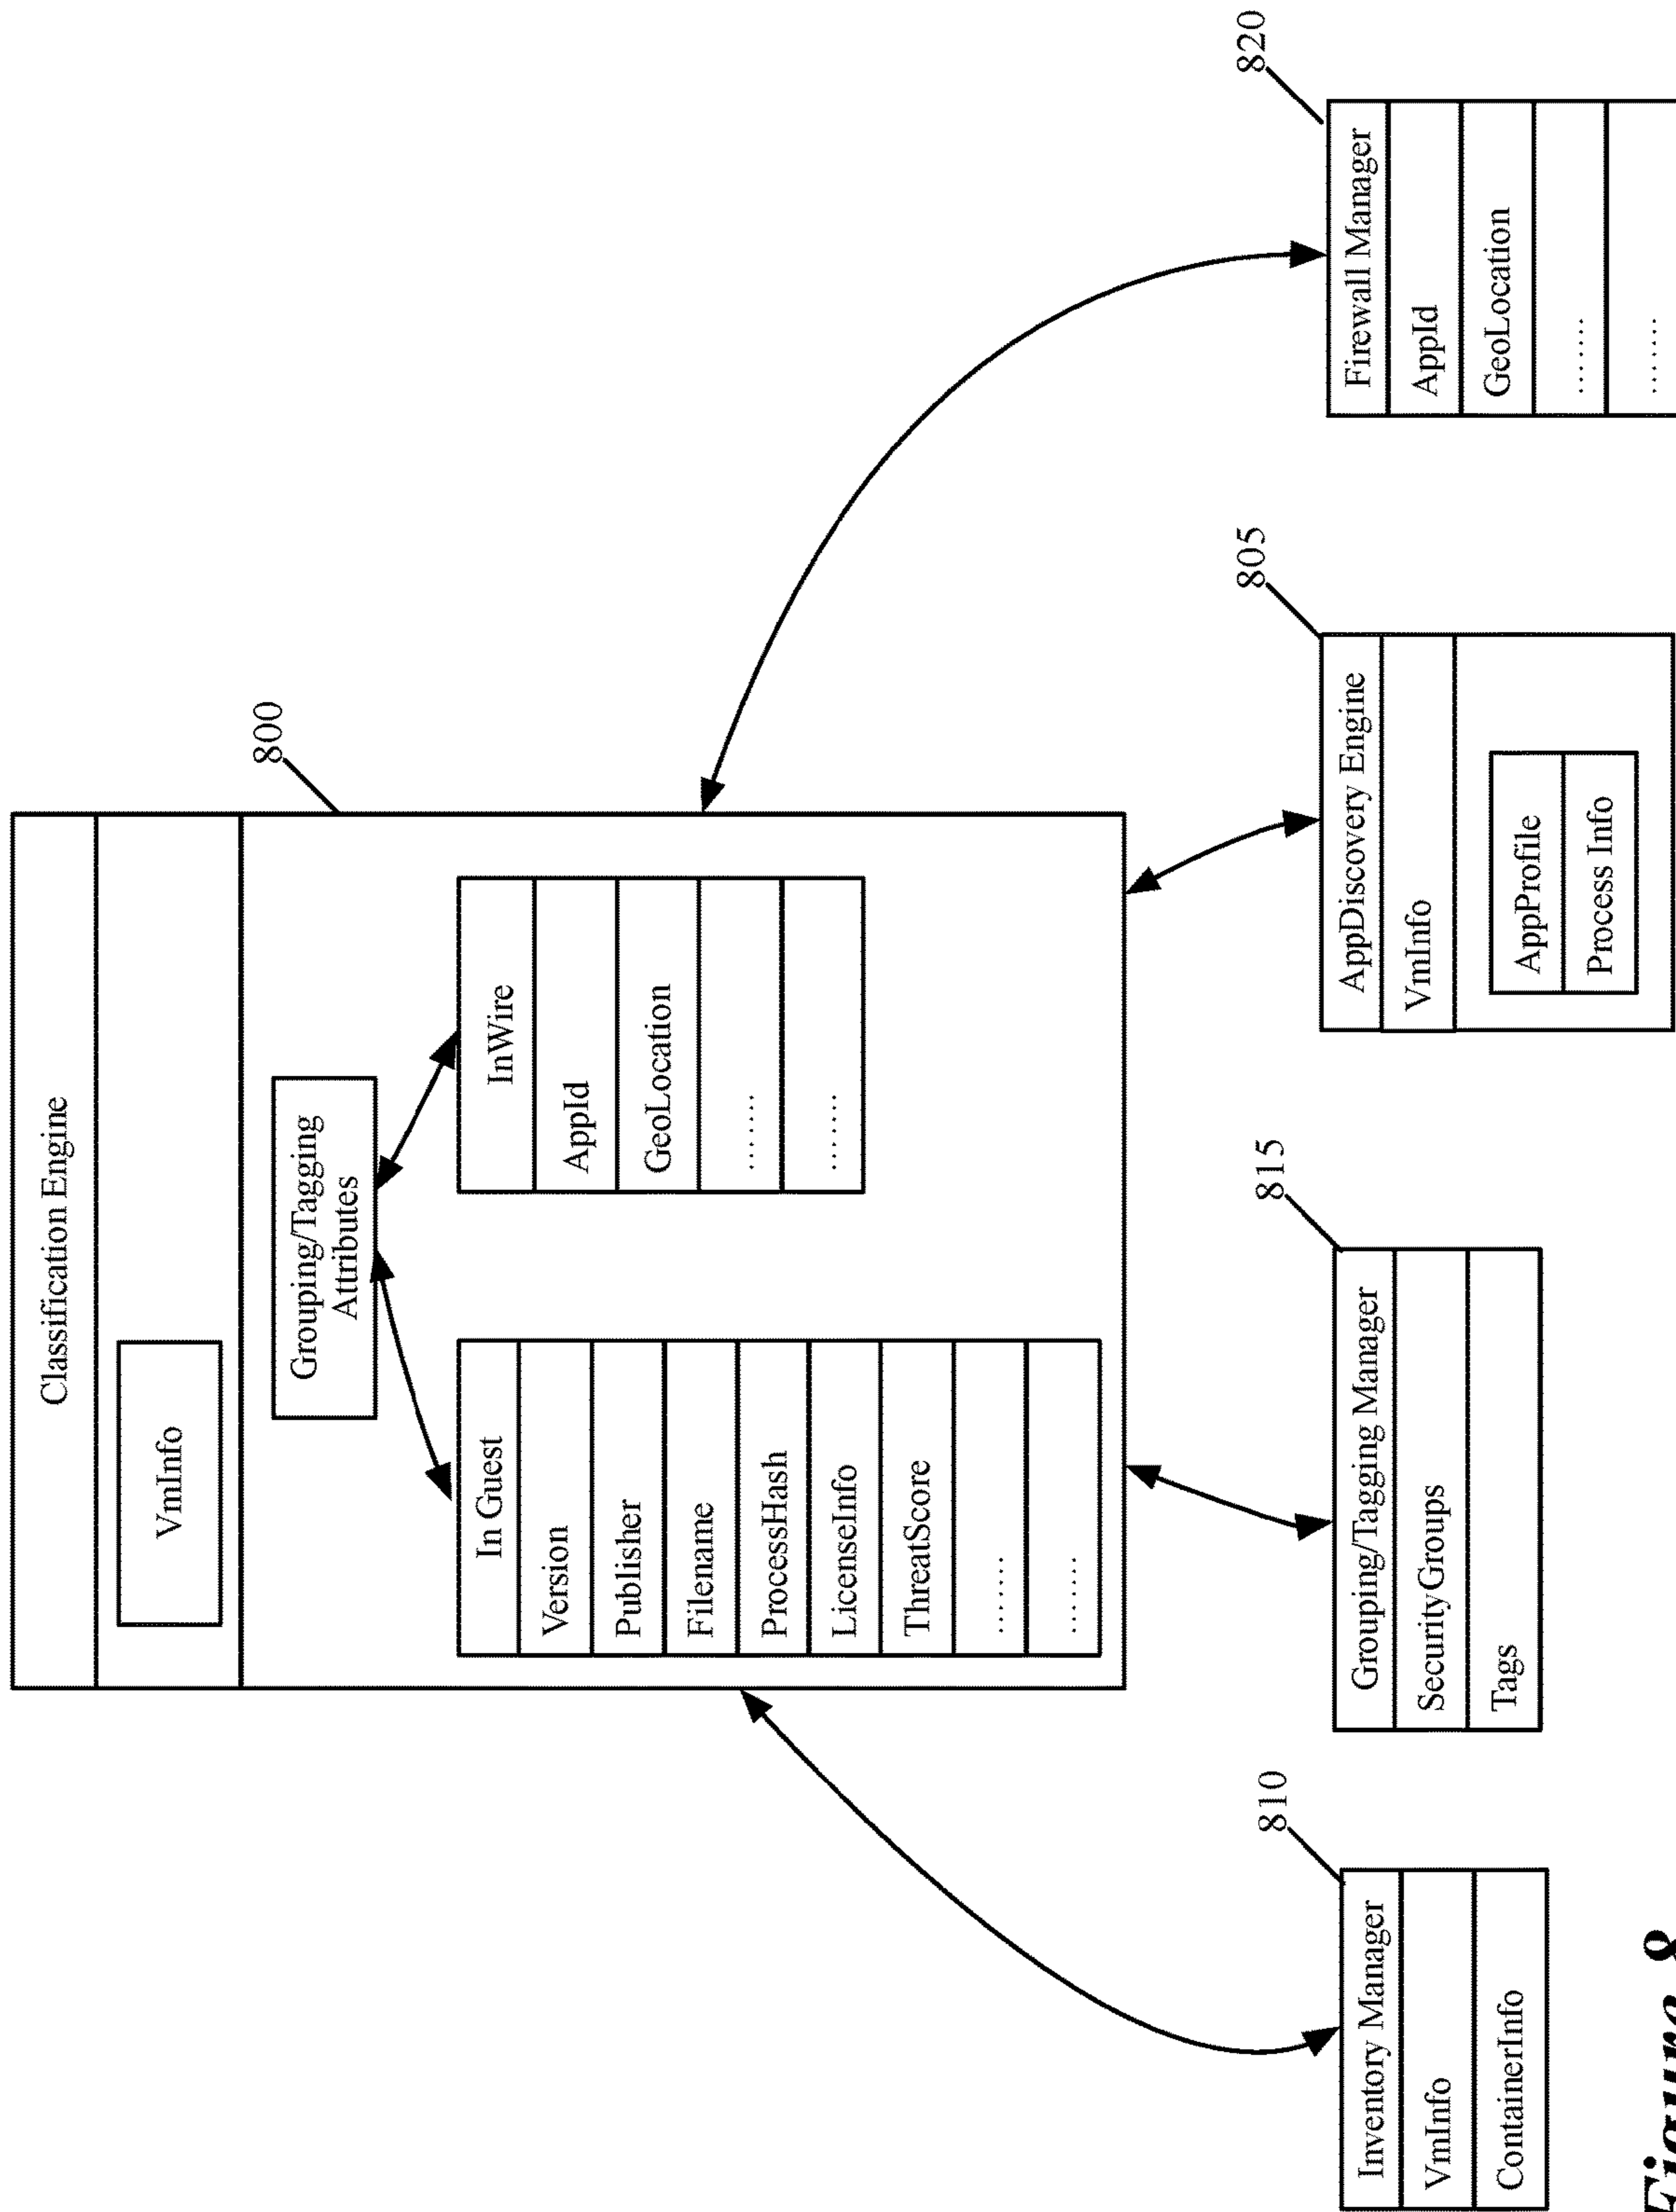 Classification Engine
VmInfo
800
Grouping/Tagging
Attributes
In Guest
Version
Publisher
Filename
ProcessHash
LicenseInfo
ThreatScore
.......
.......
InWire
AppId
GeoLocation
.......
.......
810
Inventory Manager
VmInfo
ContainerInfo
815
Grouping/Tagging Manager
SecurityGroups
Tags
805
AppDiscovery Engine
VmInfo
AppProfile
Process Info
820
Firewall Manager
AppId
GeoLocation
.......
.......
Figure 8